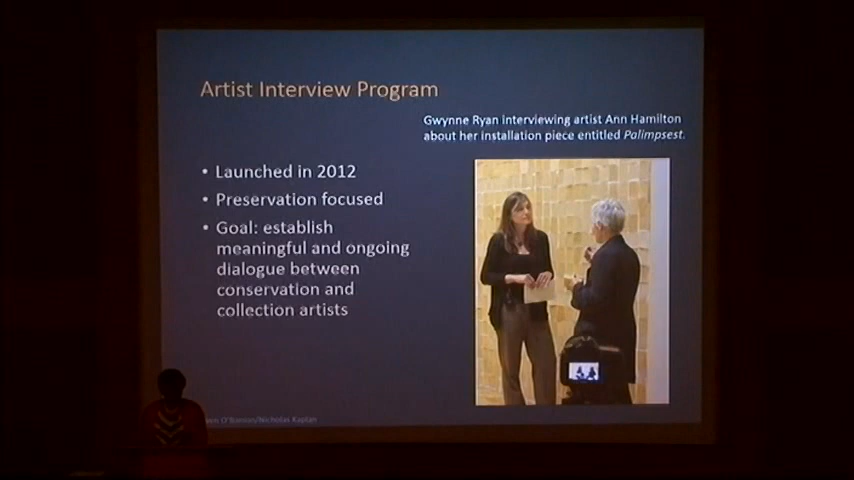 Artist Interview Program
Gwynne Ryan interviewing artist Ann Hamilton
about her installation piece entitled Palimpsest.
• Launched in 2012
• Preservation focused
• Goal: establish
meaningful and ongoing
dialogue between
conservation and
collection artists
Kaplan